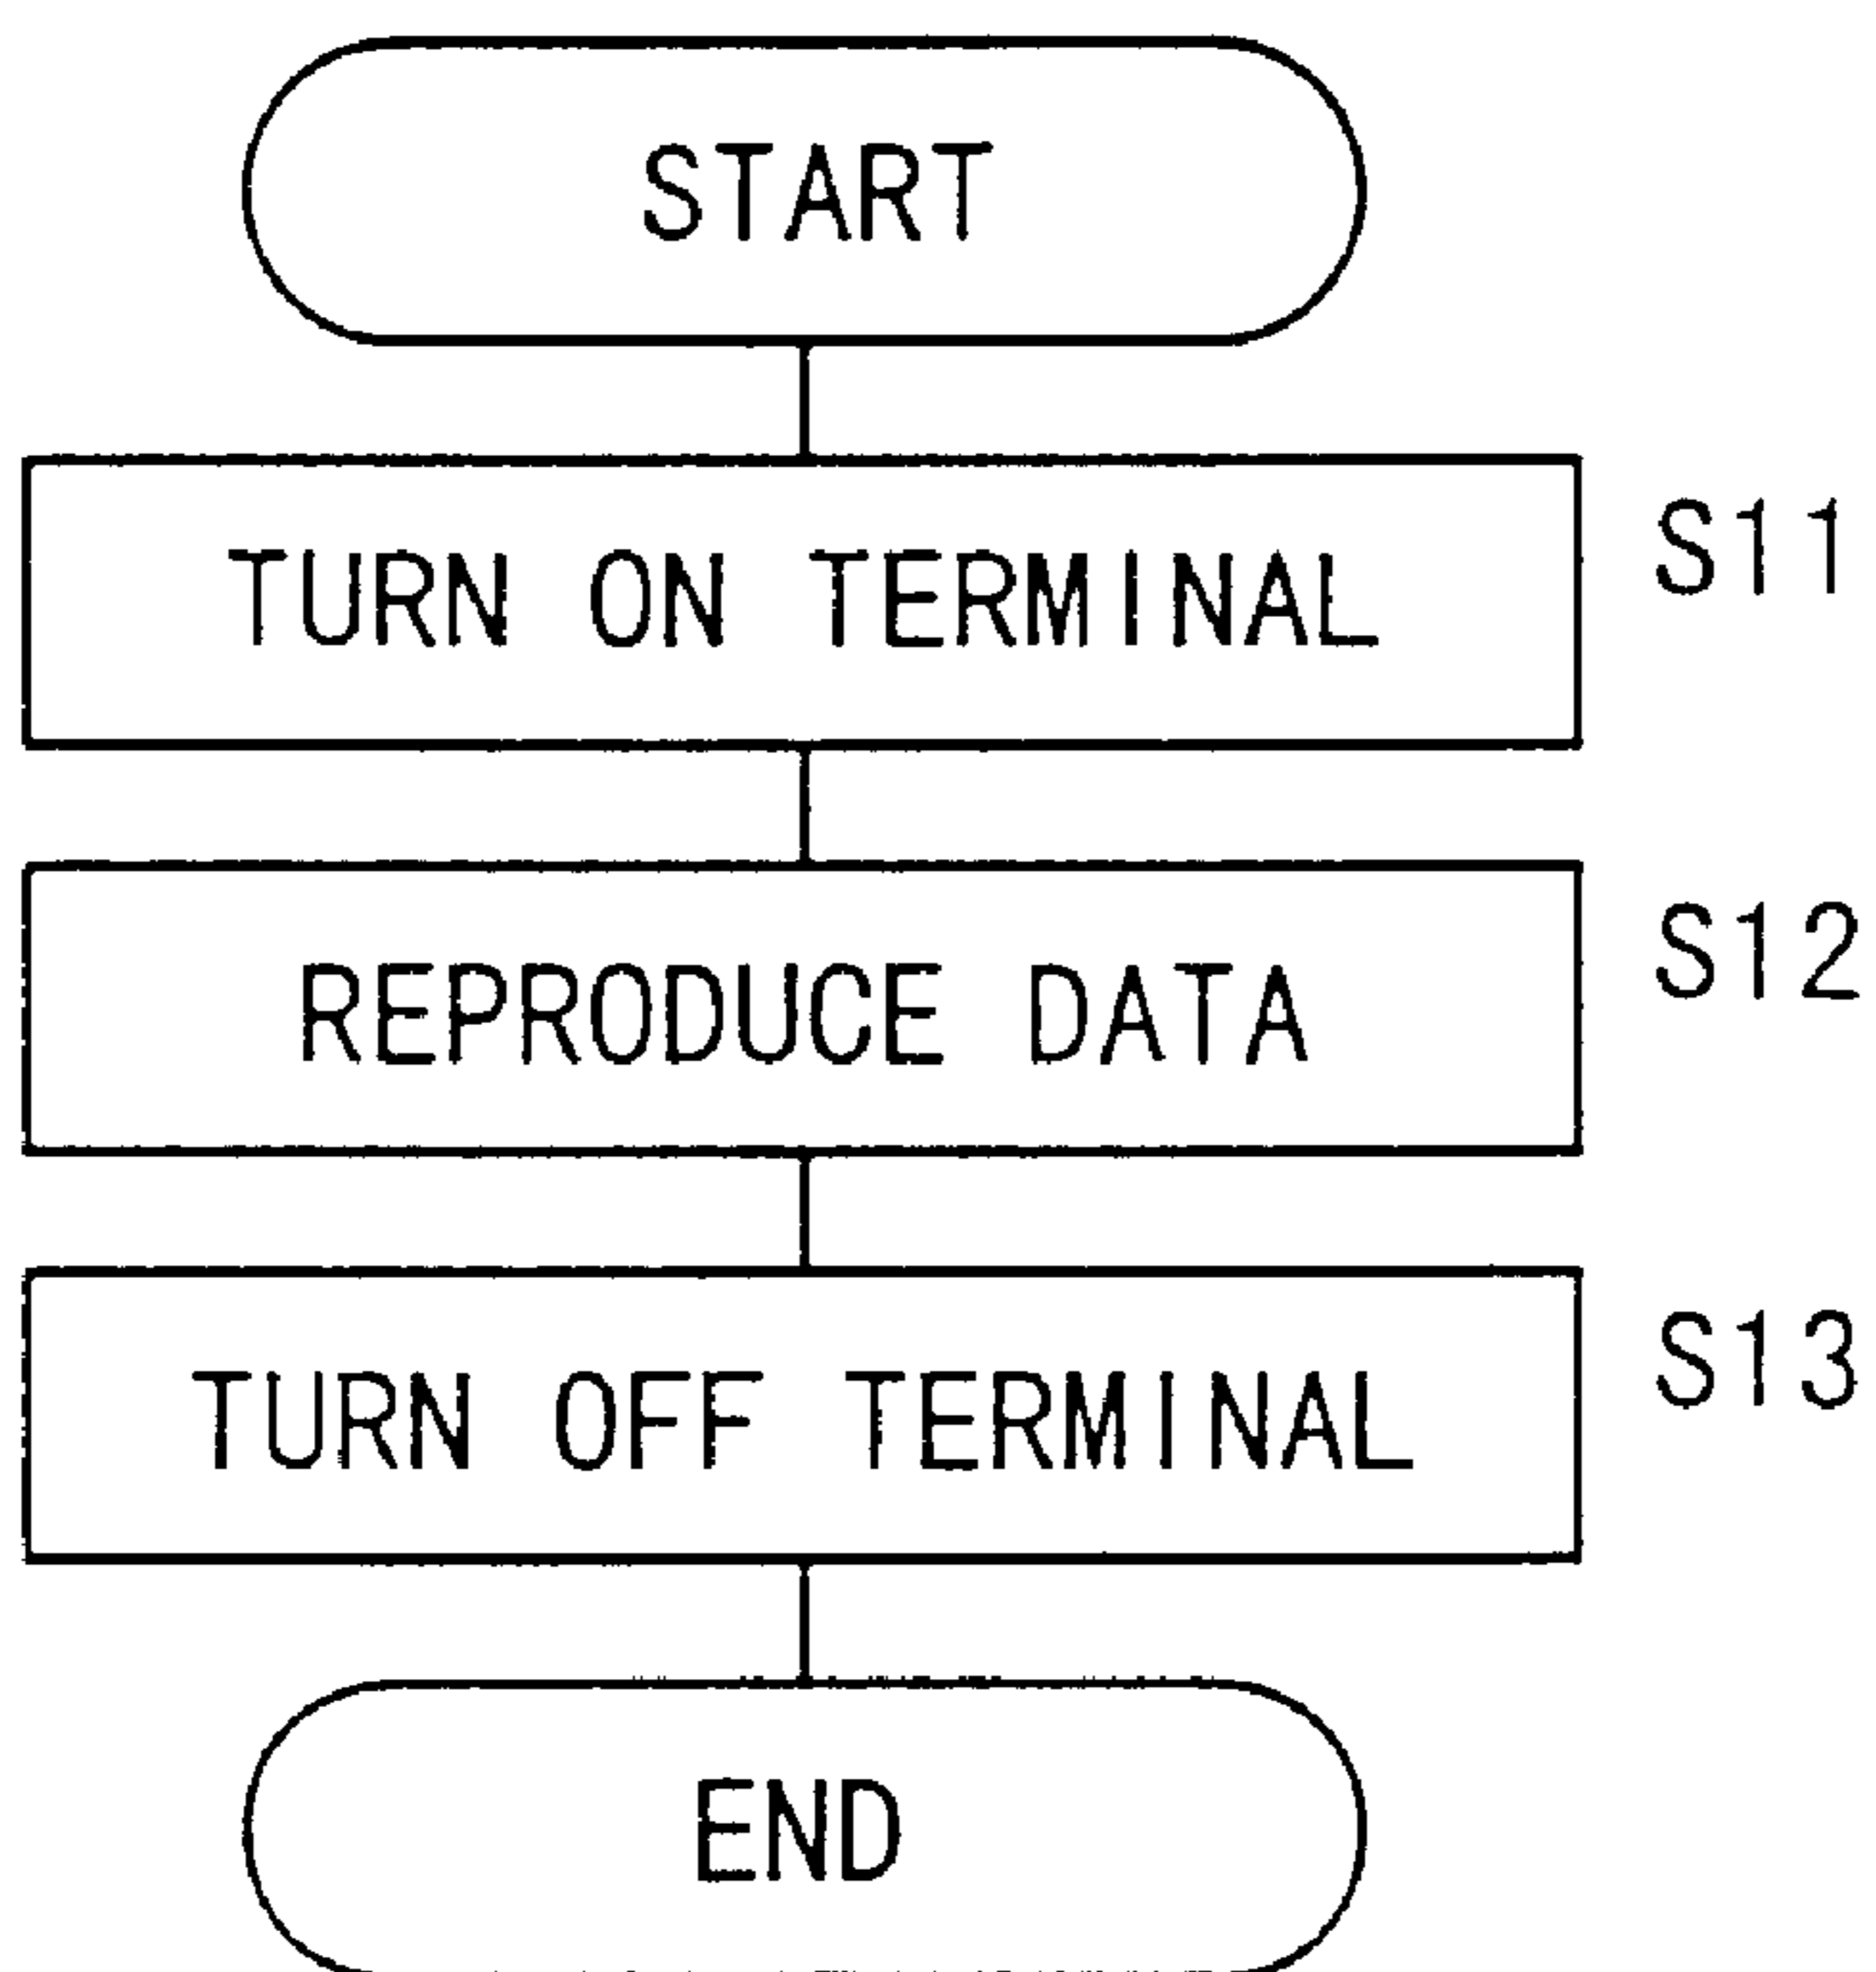 START
TURN ON TERMINAL
S11
REPRODUCE DATA
S12
TURN OFF TERMINAL
S13
END